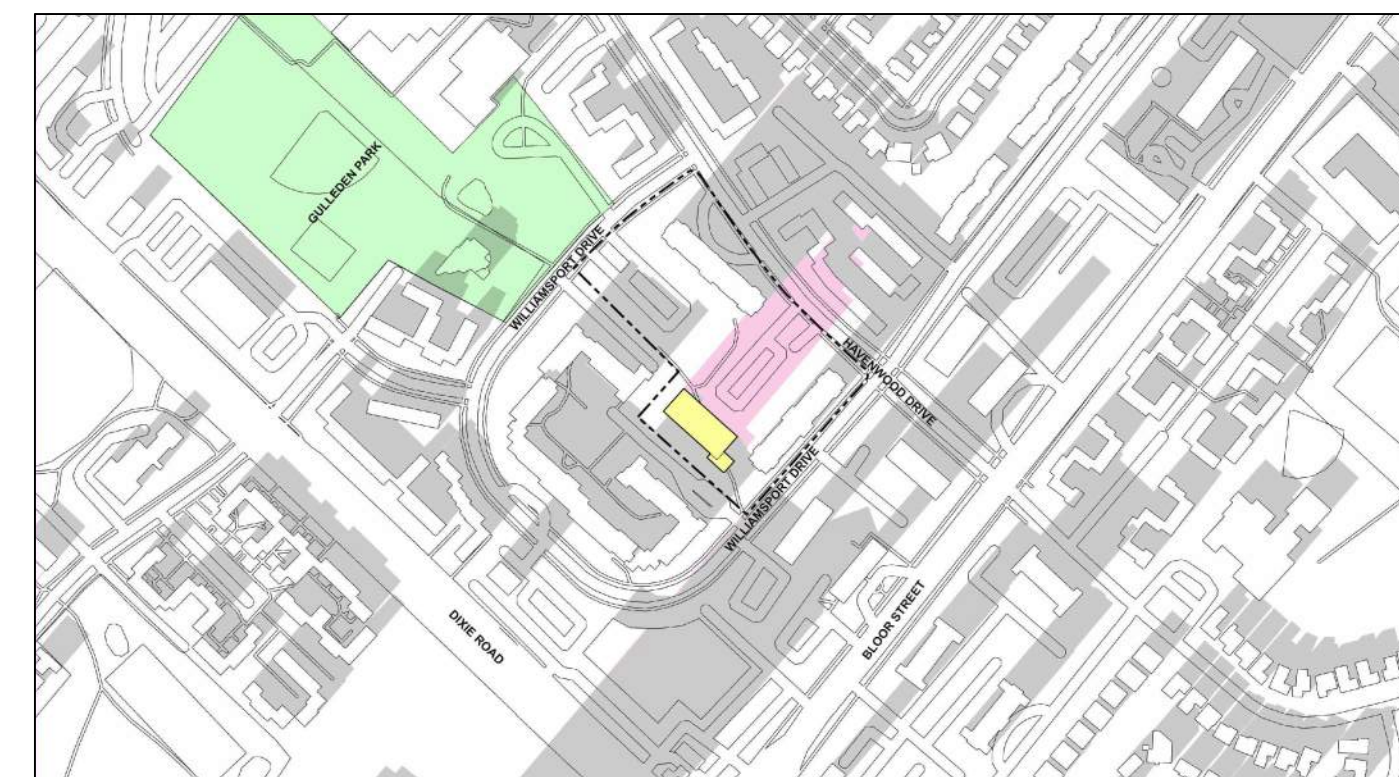 GULLEDEN PARK
WILLIAMSPORT DRIVE
HAVENWOOD DRIVE
WILLIAMSPORT DRIVE
BLOOR STREET
DIXIE ROAD